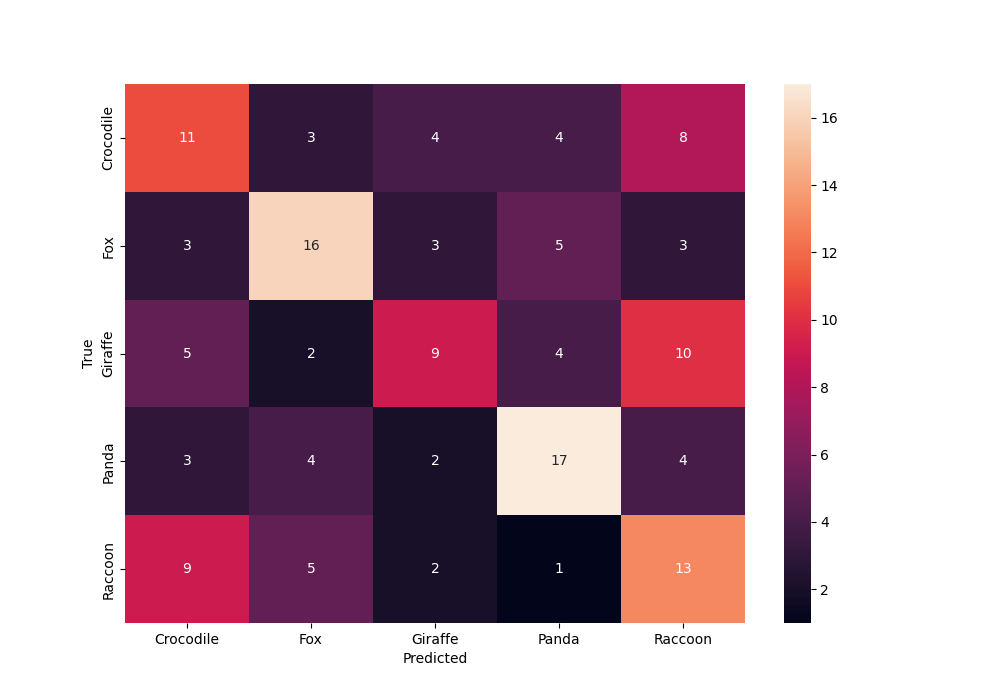 Crocodile 11 3 4 4 8
Fox 3 16 3 5 3
Giraffe 5 2 9 4 10
Panda 3 4 2 17 4
Raccoon 9 5 2 1 13
True
Crocodile Fox Giraffe Panda Raccoon
Predicted
16
14
12
10
8
6
4
2